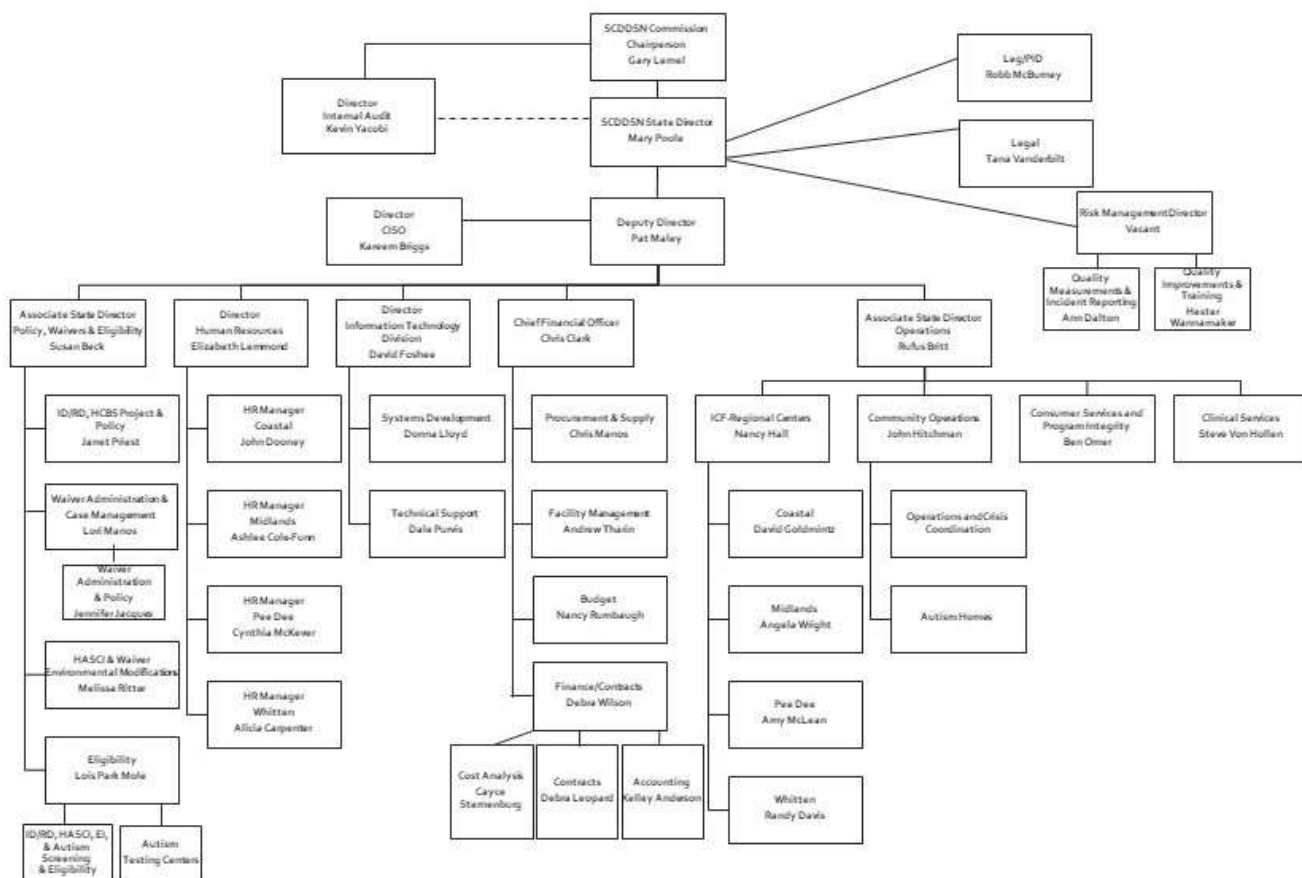 SCDDSN Commission
Chairperson
Gary Lemel
Leg/PID
Robb McBurney
Director
Internal Audit
Kevin Yacobi
SCDDSN State Director
Mary Poole
Legal
Tana Vanderbilt
Director
CISO
Kareem Briggs
Deputy Director
Pat Maley
Risk Management Director
Vacant
Quality
Measurements &
Incident Reporting
Ann Dalton
Quality
Improvements &
Training
Hester
Wannamaker
Associate State Director
Policy, Waivers & Eligibility
Susan Beck
Director
Human Resources
Elizabeth Lemmond
Director
Information Technology
Division
David Foshee
Chief Financial Officer
Chris Clark
Associate State Director
Operations
Rufus Britt
ID/RD, HCBS Project &
Policy
Janet Priest
HR Manager
Coastal
John Dooney
Systems Development
Donna Lloyd
Procurement & Supply
Chris Manos
ICF-Regional Centers
Nancy Hall
Community Operations
John Hitchman
Consumer Services and
Program Integrity
Ben Omer
Clinical Services
Steve Von Hollen
Waiver Administration &
Case Management
Lori Manos
HR Manager
Midlands
Ashlee Cole-Funn
Technical Support
Dale Purvis
Facility Management
Andrew Tharin
Coastal
David Goldmintz
Operations and Crisis
Coordination
Waiver
Administration
& Policy
Jennifer Jacques
HR Manager
Pee Dee
Cynthia McKever
Budget
Nancy Rumbaugh
Midlands
Angela Wright
Autism Homes
HASCI & Waiver
Environmental Modifications
Melissa Ritter
HR Manager
Whitten
Alicia Carpenter
Finance/Contracts
Debra Wilson
Pee Dee
Amy McLean
Eligibility
Lois Park Mole
Cost Analysis
Cayce
Contracts
Debra Leopard
Accounting
Kelley Anderson
Whitten
Randy Davis
ID/RD, HASCI, EI,
& Autism
Screening
& Eligibility
Autism
Testing Centers